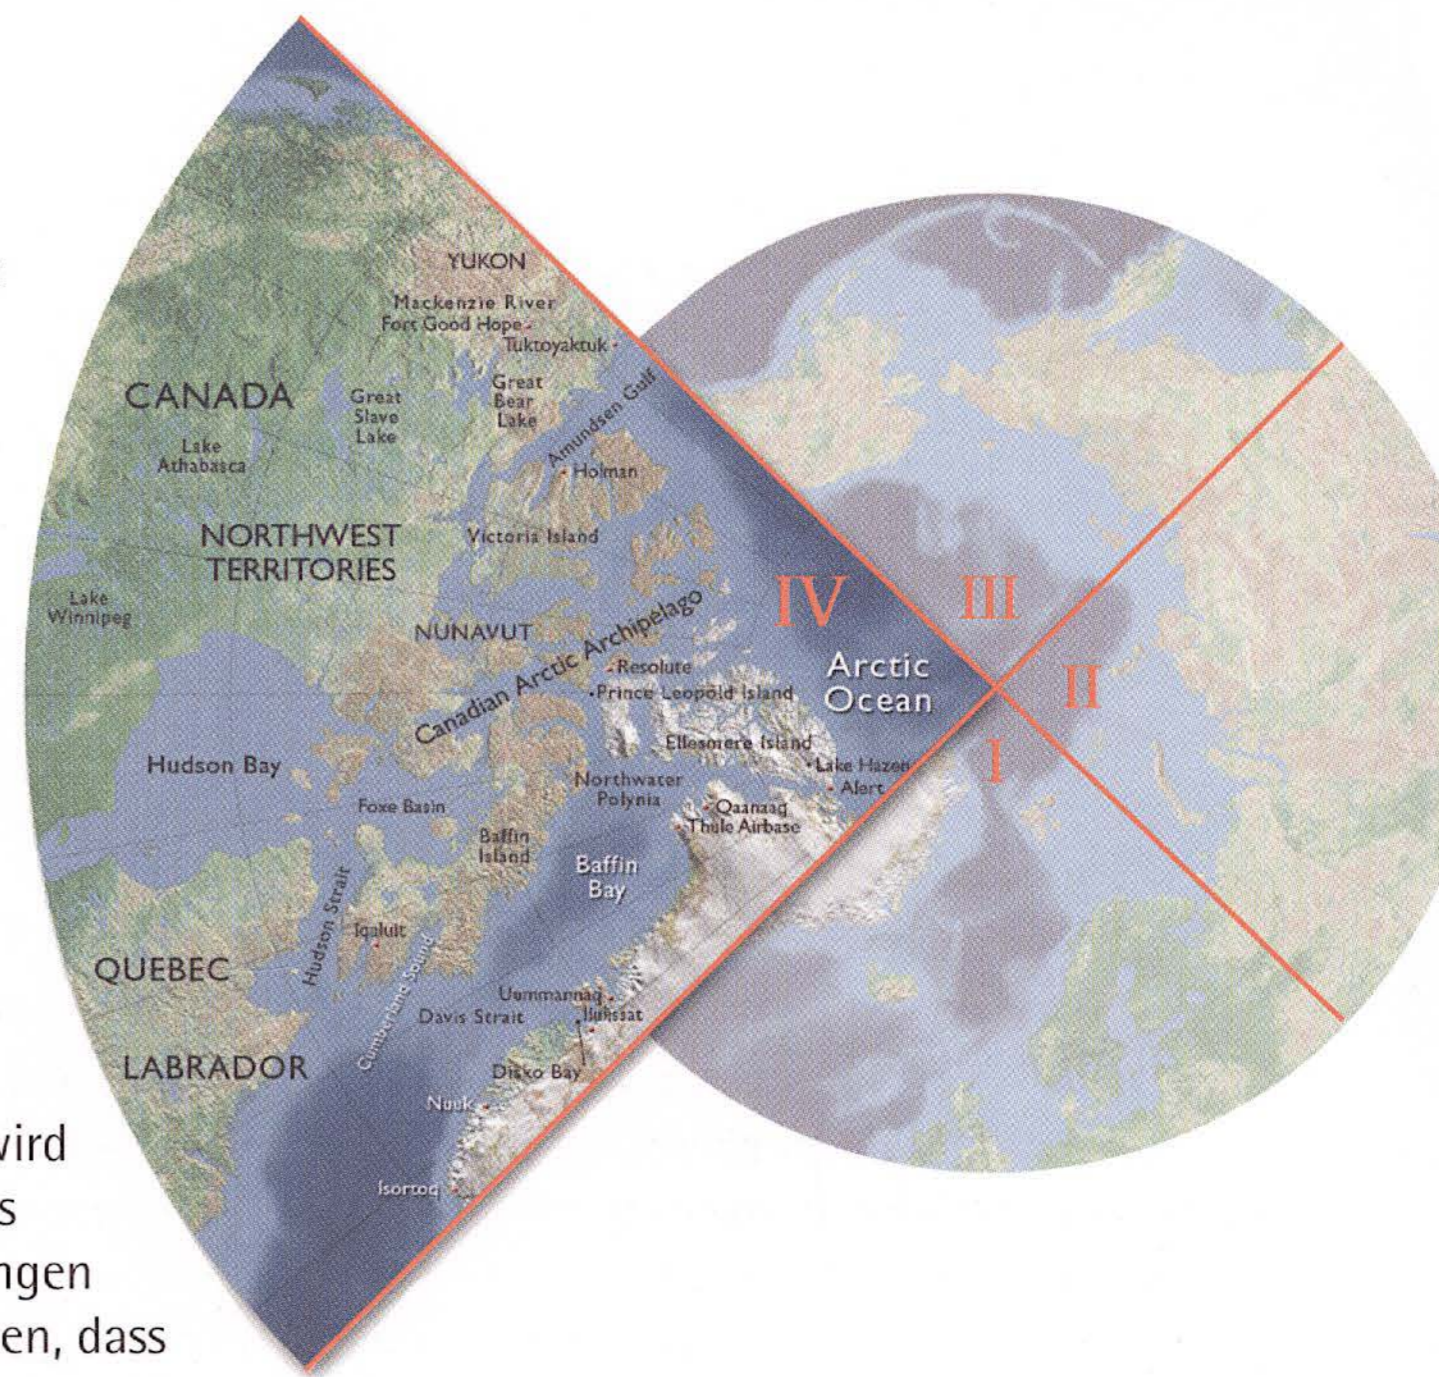 YUKON
Mackenzie River
Fort Good Hope
Tuktoyaktuk
CANADA
Great
Slave
Lake
Great
Bear
Lake
Amundsen Gulf
Lake
Athabasca
Holman
NORTHWEST
TERRITORIES
Victoria Island
Lake
Winnipeg
IV
III
NUNAVUT
Canadian Arctic Archipelago
Resolute
Prince Leopold Island
Arctic
Ocean
II
I
Ellesmere Island
Hudson Bay
Lake Hazen
Alert
Northwater
Polynia
Foxe Basin
Qaanaaq
Thule Airbase
Baffin
Island
Baffin
Bay
Hudson Strait
Iqaluit
Cumberland Sound
QUEBEC
Uummannaq
Davis Strait
Ilulissat
LABRADOR
Disko Bay
Nuuk
Isortoq
wird
s
ngen
en, dass